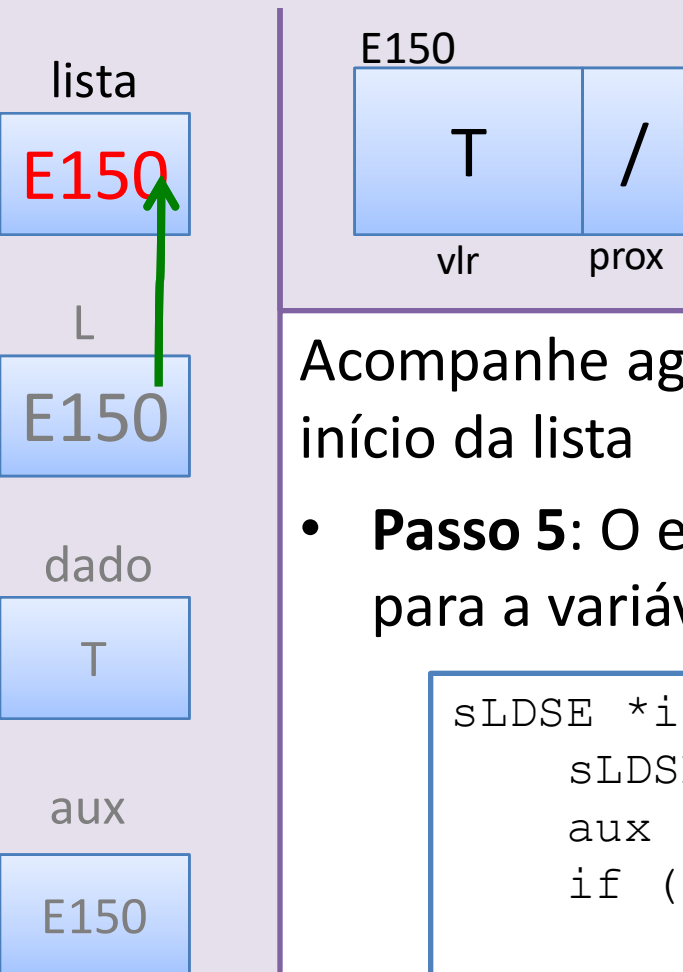 lista
E150
L
E150
dado
T
aux
E150
E150
T /
vlr prox
Acompanhe ag
início da lista
• Passo 5: O e
para a variáv
sLDSE *i
sLDSE
aux
if (